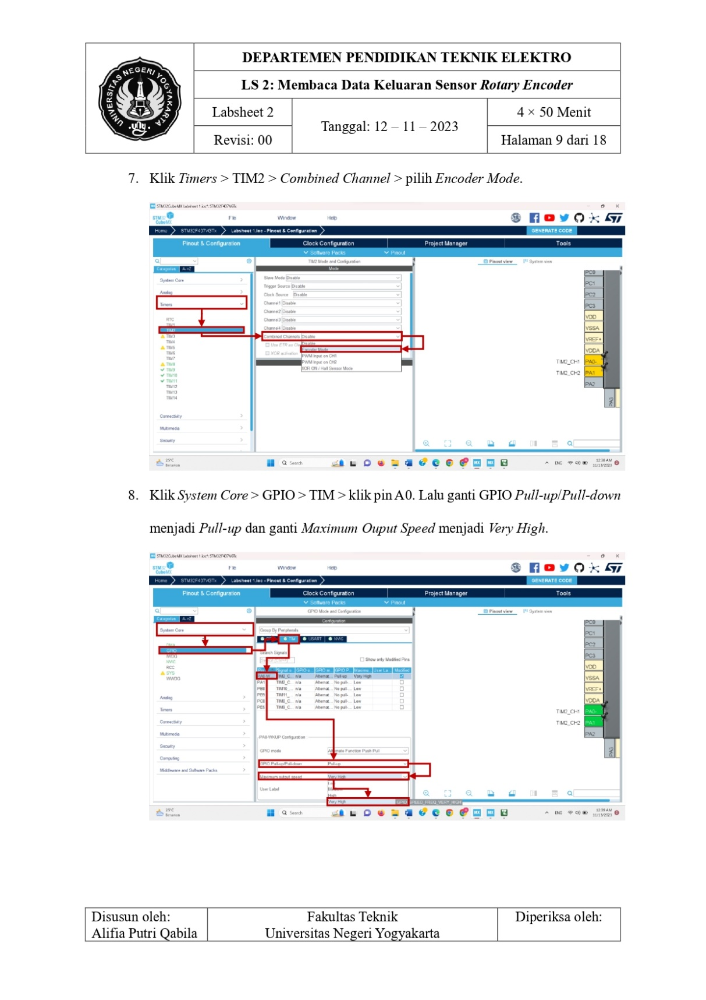 UNIVERSITAS NEGERI YOGYAKARTA
uny
DEPARTEMEN PENDIDIKAN TEKNIK ELEKTRO
LS 2: Membaca Data Keluaran Sensor Rotary Encoder
Labsheet 2
Tanggal: 12 – 11 – 2023
4 × 50 Menit
Revisi: 00
Halaman 9 dari 18
7. Klik Timers > TIM2 > Combined Channel > pilih Encoder Mode.
MX STM32CubeMX Labsheet 1.ioc*: STM32F407VGTx
STM32 CubeMX
File Window Help
Home STM32F407VGTx Labsheet 1.ioc - Pinout & Configuration GENERATE CODE
Pinout & Configuration Clock Configuration Project Manager Tools
Software Packs Pinout
TIM2 Mode and Configuration
Pinout view System view
Categories A->Z
Mode
System Core
Analog
Timers
RTC
TIM1
TIM2
TIM3
TIM4
TIM5
TIM6
TIM7
TIM8
TIM9
TIM10
TIM11
TIM12
TIM13
TIM14
Connectivity
Multimedia
Security
Slave Mode Disable
Trigger Source Disable
Clock Source Disable
Channel1 Disable
Channel2 Disable
Channel3 Disable
Channel4 Disable
Combined Channels Disable
Use ETR as
XOR activation
Disable
Encoder Mode
PWM Input on CH1
PWM Input on CH2
XOR ON / Hall Sensor Mode
PC0
PC1
PC2
PC3
VDD
VSSA
VREF+
VDDA
TIM2_CH1 PA0-
TIM2_CH2 PA1
PA2
PA3
25°C
Berawan
Search
ENG
12:38 AM
11/13/2023
8. Klik System Core > GPIO > TIM > klik pin A0. Lalu ganti GPIO Pull-up/Pull-down
menjadi Pull-up dan ganti Maximum Ouput Speed menjadi Very High.
MX STM32CubeMX Labsheet 1.ioc*: STM32F407VGTx
STM32 CubeMX
File Window Help
Home STM32F407VGTx Labsheet 1.ioc - Pinout & Configuration GENERATE CODE
Pinout & Configuration Clock Configuration Project Manager Tools
Software Packs Pinout
GPIO Mode and Configuration
Pinout view System view
Categories A->Z
Configuration
System Core
DMA
GPIO
IWDG
NVIC
RCC
SYS
WWDG
Analog
Timers
Connectivity
Multimedia
Security
Computing
Middleware and Software Packs
Group By Peripherals
TIM USART NVIC
Search Signals
Show only Modified Pins
Signal o... GPIO o... GPIO m... GPIO P... Maximu... User La... Modified
PA0-W... TIM2_C... n/a Alternat... Pull-up Very High
PA1 TIM2_C... n/a Alternat... No pull-... Low
PB8 TIM10_... n/a Alternat... No pull-... Low
PB9 TIM11_... n/a Alternat... No pull-... Low
PC6 TIM8_C... n/a Alternat... No pull-... Low
PE5 TIM9_C... n/a Alternat... No pull-... Low
PA0-WKUP Configuration :
GPIO mode Alternate Function Push Pull
GPIO Pull-up/Pull-down Pull-up
Maximum output speed Very High
User Label
High
Very High
GPIO_SPEED_FREQ_VERY_HIGH
PC0
PC1
PC2
PC3
VDD
VSSA
VREF+
VDDA
TIM2_CH1 PA0-
TIM2_CH2 PA1
PA2
PA3
25°C
Berawan
Search
ENG
12:39 AM
11/13/2023
Disusun oleh:
Alifia Putri Qabila
Fakultas Teknik
Universitas Negeri Yogyakarta
Diperiksa oleh: